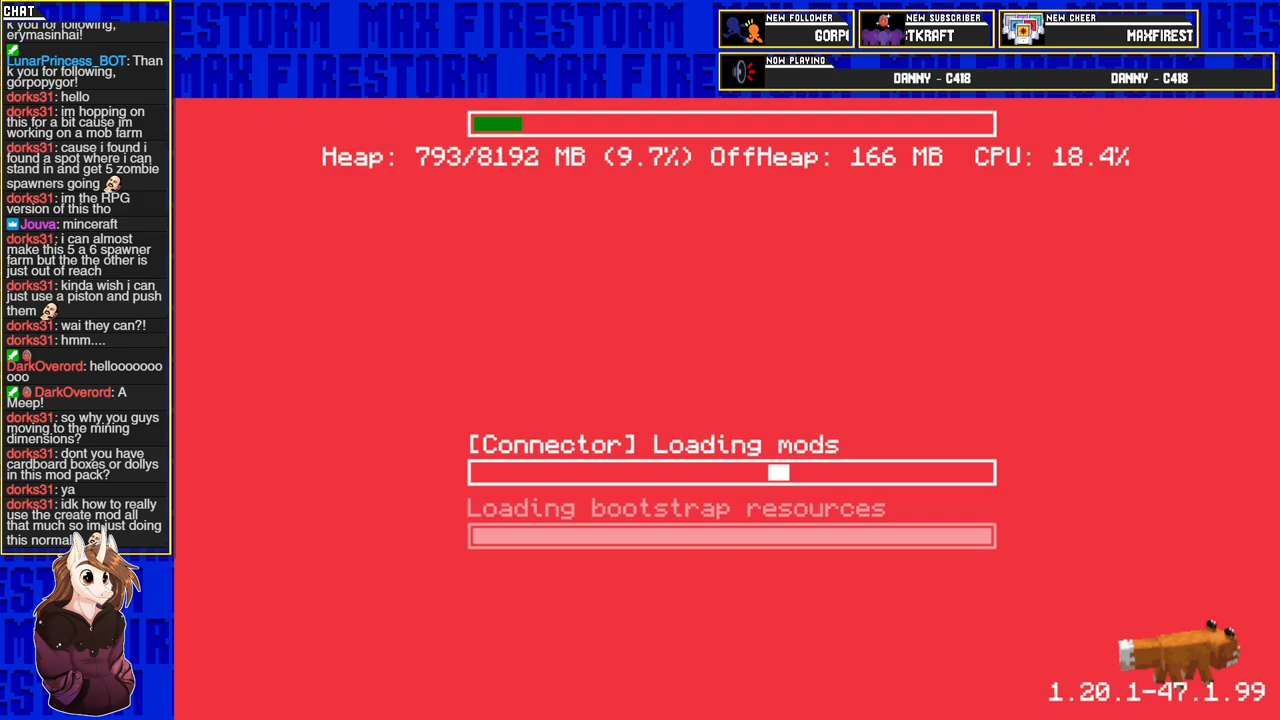 CHAT
k you for following,
erymasinhai!
LunarPrincess_BOT: Than
k you for following,
gorpopygor!
dorks31: hello
dorks31: im hopping on
this for a bit cause im
working on a mob farm
dorks31: cause i found i
found a spot where i can
stand in and get 5 zombie
spawners going
dorks31: im the RPG
version of this tho
Jouva: minceraft
dorks31: i can almost
make this 5 a 6 spawner
farm but the the other is
just out of reach
dorks31: kinda wish i can
just use a piston and push
them
dorks31: wai they can?!
dorks31: hmm....
DarkOverord: hellooooooo
ooo
DarkOverord: A
Meep!
dorks31: so why you guys
moving to the mining
dimensions?
dorks31: dont you have
cardboard boxes or dollys
in this mod pack?
dorks31: ya
dorks31: idk how to really
use the create mod all
that much so im just doing
this normal
MAX FIRESTORM MAX FIRESTORM
NEW FOLLOWER
GORP
NEW SUBSCRIBER
:TKRAFT
NEW CHEER
MAXFIREST
NOW PLAYING
DANNY - C418 DANNY - C418
Heap: 793/8192 MB (9.7%) OffHeap: 166 MB CPU: 18.4%
[Connector] Loading mods
Loading bootstrap resources
1.20.1-47.1.99